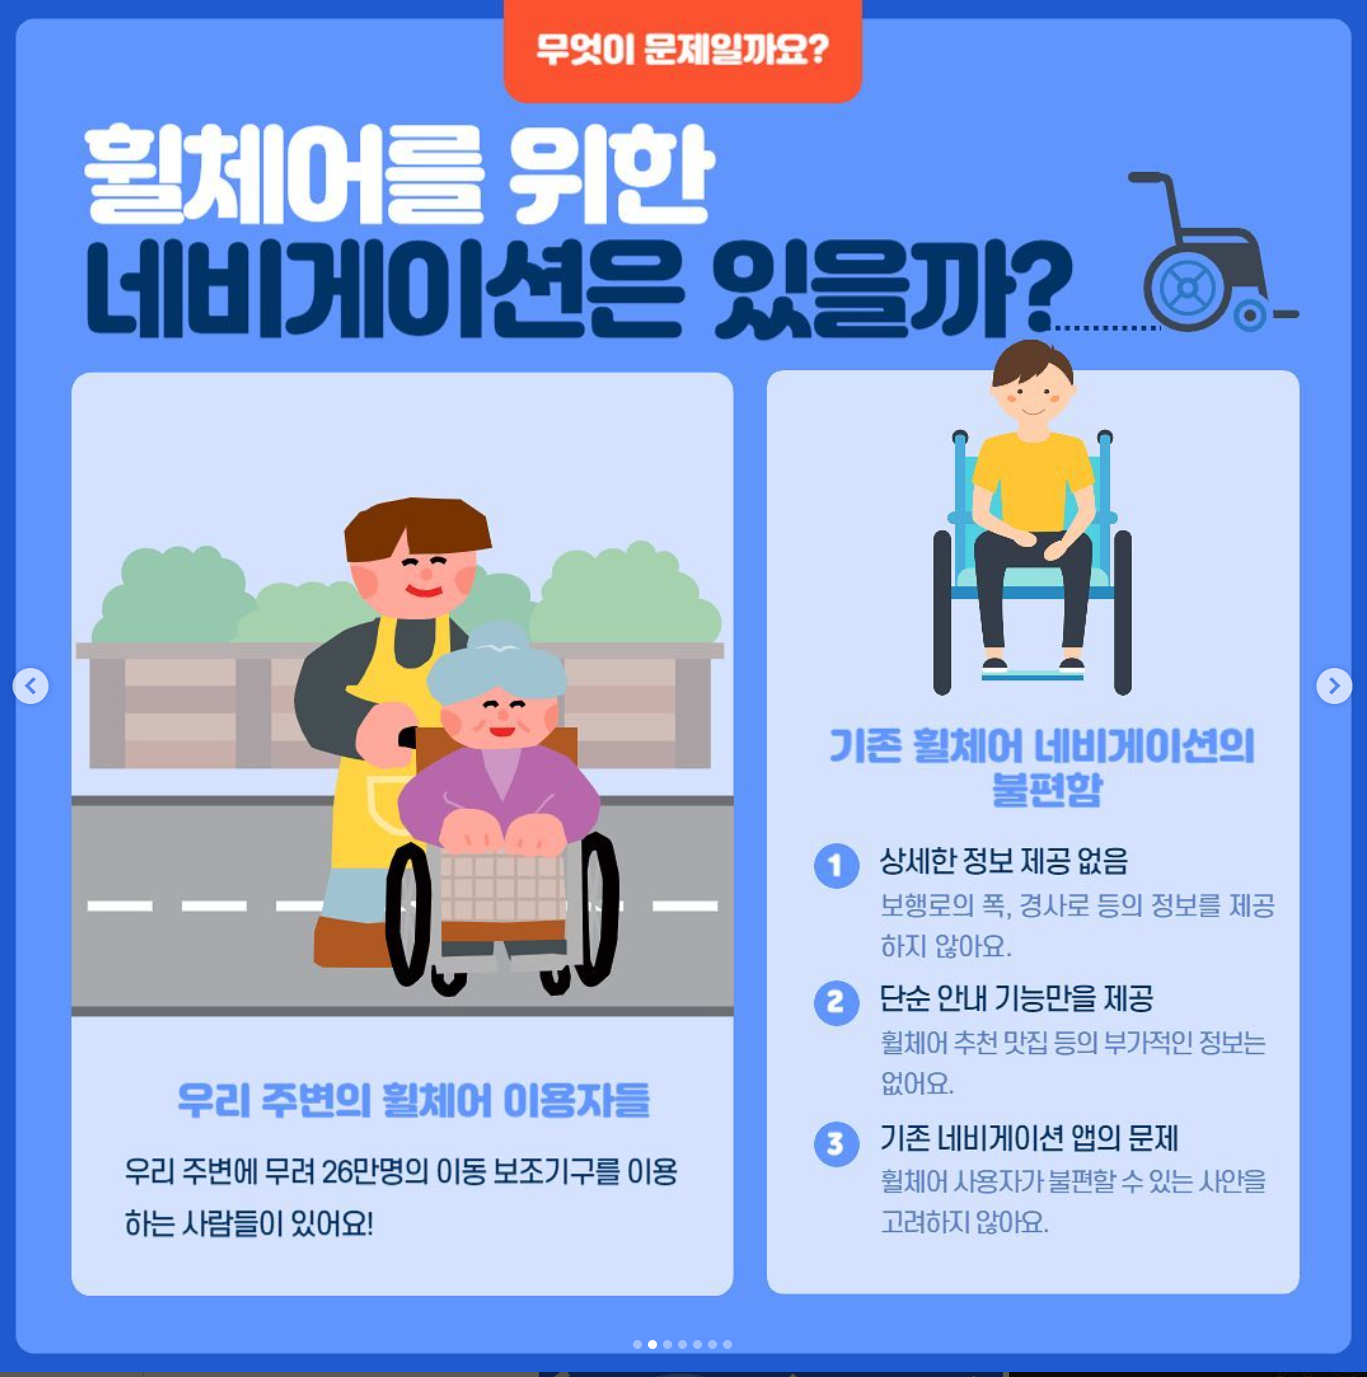 무엇이 문제일까요?
휠체어를 위한
네비게이션은 있을까?
우리 주변의 휠체어 이용자들
우리 주변에 무려 26만명의 이동 보조기구를 이용
하는 사람들이 있어요!
기존 휠체어 네비게이션의
불편함
1 상세한 정보 제공 없음
보행로의 폭, 경사로 등의 정보를 제공
하지 않아요.
2 단순 안내 기능만을 제공
휠체어 추천 맛집 등의 부가적인 정보는
없어요.
3 기존 네비게이션 앱의 문제
휠체어 사용자가 불편할 수 있는 사안을
고려하지 않아요.